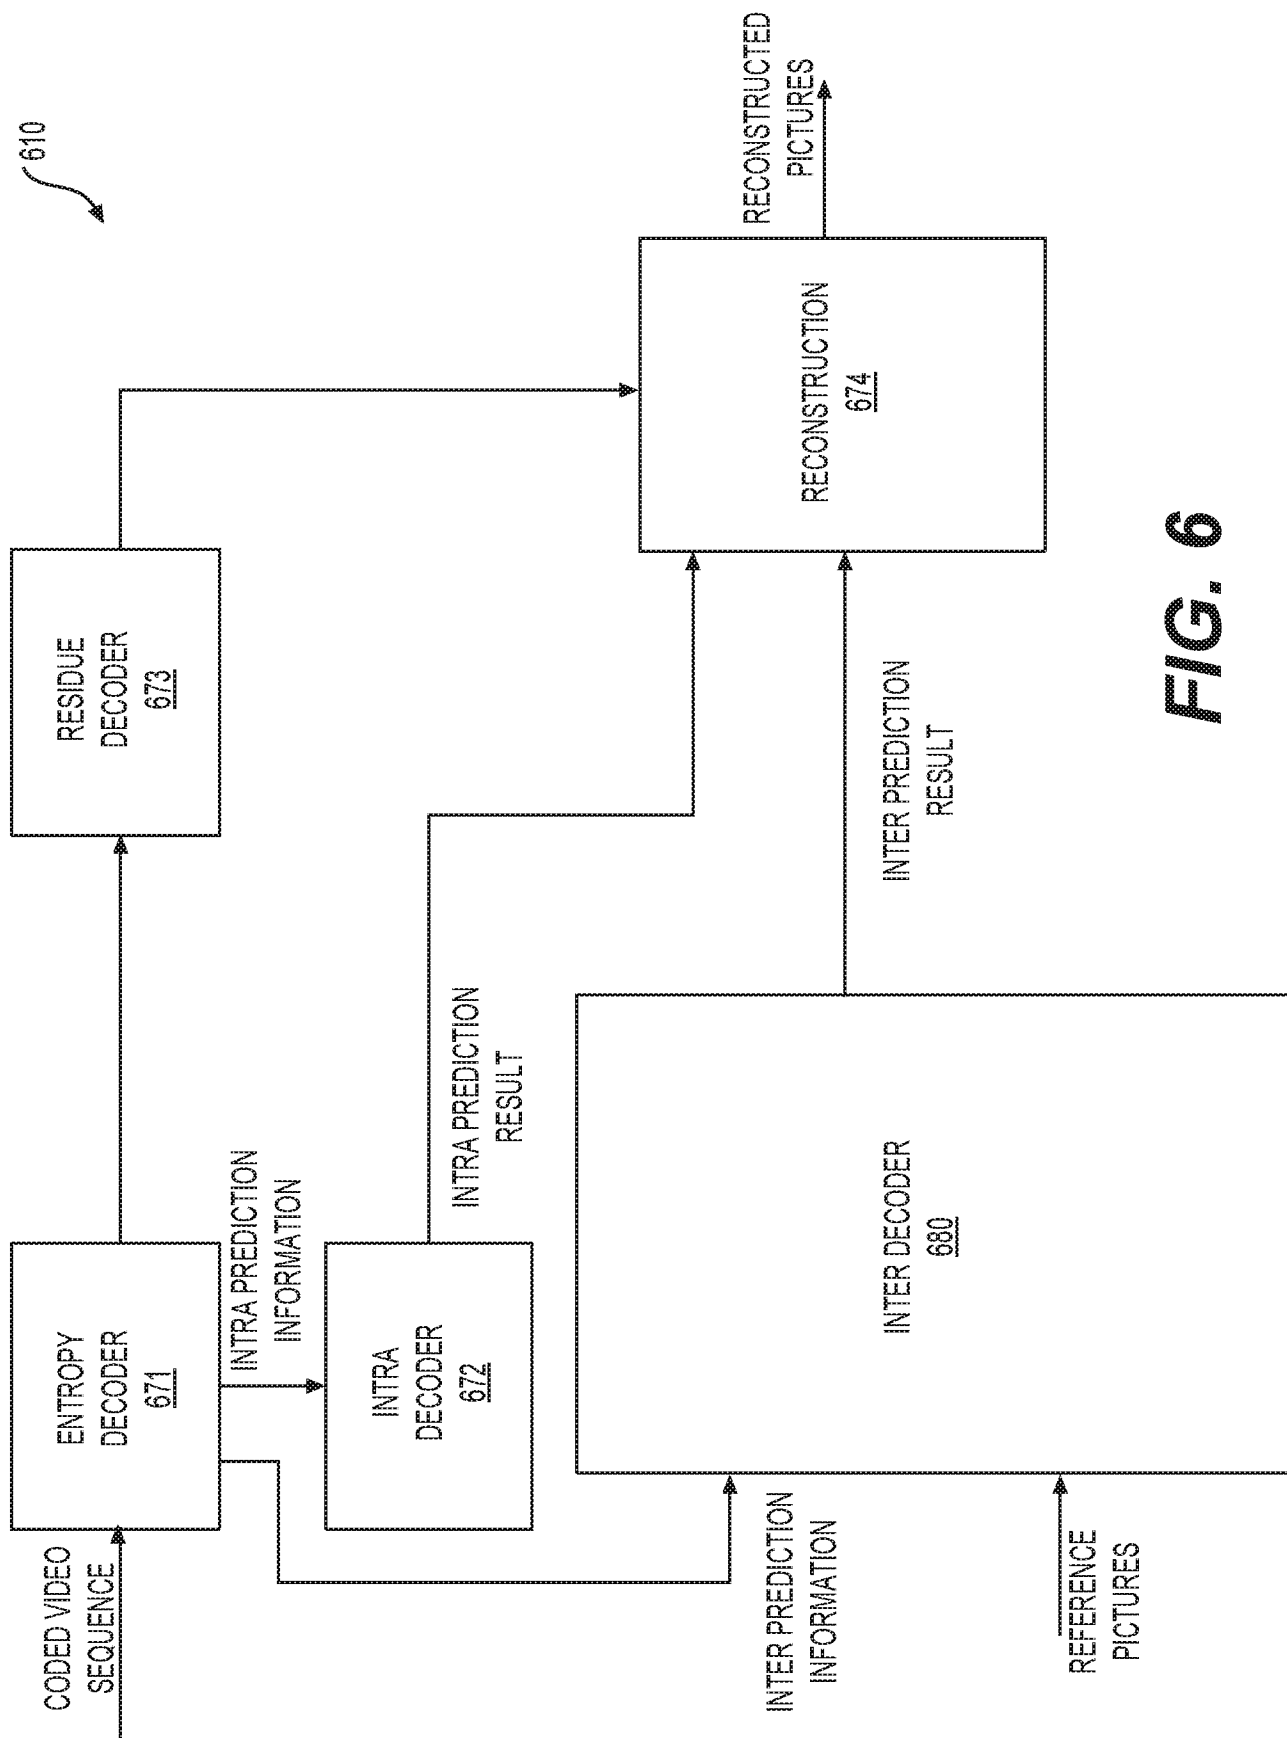 610
CODED VIDEO
SEQUENCE
ENTROPY
DECODER
671
RESIDUE
DECODER
673
INTRA PREDICTION
INFORMATION
INTRA
DECODER
672
INTRA PREDICTION
RESULT
RECONSTRUCTION
674
RECONSTRUCTED
PICTURES
INTER PREDICTION
INFORMATION
REFERENCE
PICTURES
INTER DECODER
680
INTER PREDICTION
RESULT
FIG. 6